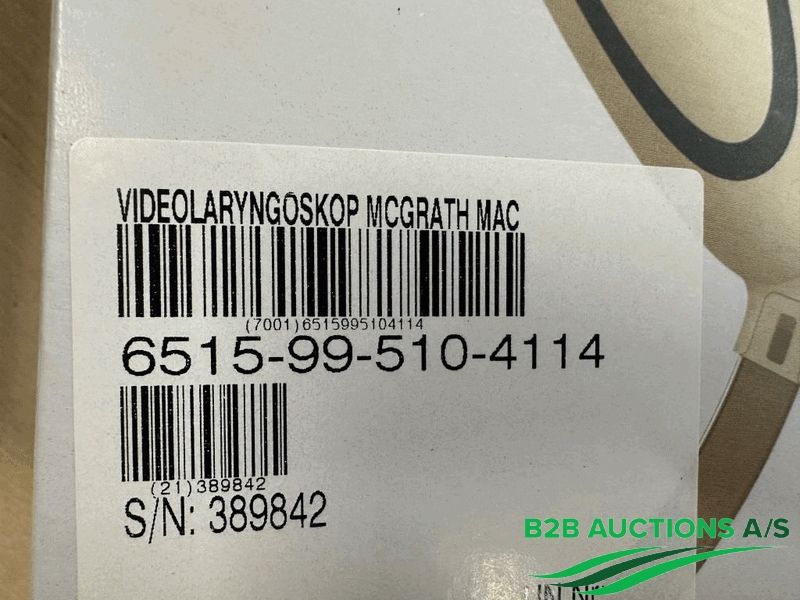 VIDEOLARYNGOSKOP MCGRATH MAC
(7001)6515995104114
6515-99-510-4114
(21)389842
S/N: 389842
B2B AUCTIONS A/S